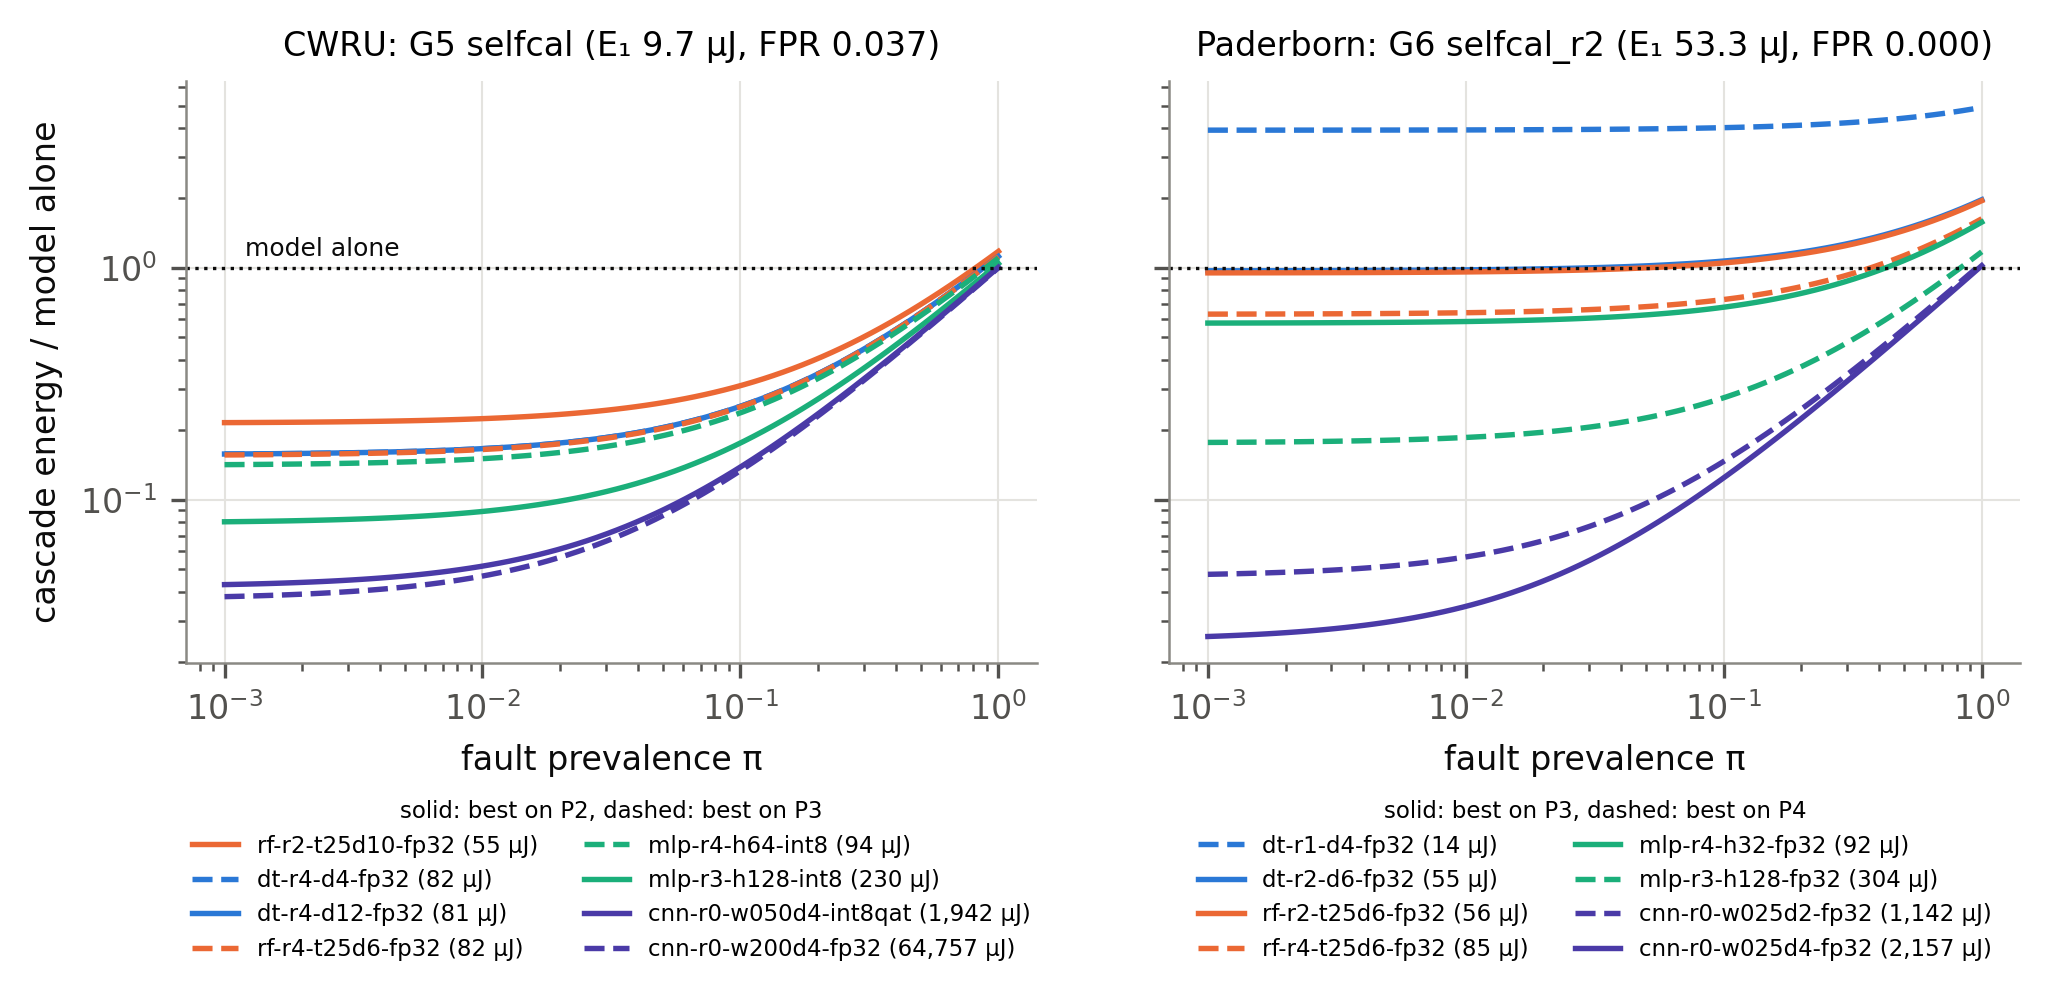 CWRU: G5 selfcal (E₁ 9.7 µJ, FPR 0.037)
cascade energy / model alone
10⁰
10⁻¹
model alone
10⁻³
10⁻²
10⁻¹
10⁰
fault prevalence π
solid: best on P2, dashed: best on P3
rf-r2-t25d10-fp32 (55 µJ)
dt-r4-d4-fp32 (82 µJ)
dt-r4-d12-fp32 (81 µJ)
rf-r4-t25d6-fp32 (82 µJ)
mlp-r4-h64-int8 (94 µJ)
mlp-r3-h128-int8 (230 µJ)
cnn-r0-w050d4-int8qat (1,942 µJ)
cnn-r0-w200d4-fp32 (64,757 µJ)
Paderborn: G6 selfcal_r2 (E₁ 53.3 µJ, FPR 0.000)
10⁻³
10⁻²
10⁻¹
10⁰
fault prevalence π
solid: best on P3, dashed: best on P4
dt-r1-d4-fp32 (14 µJ)
dt-r2-d6-fp32 (55 µJ)
rf-r2-t25d6-fp32 (56 µJ)
rf-r4-t25d6-fp32 (85 µJ)
mlp-r4-h32-fp32 (92 µJ)
mlp-r3-h128-fp32 (304 µJ)
cnn-r0-w025d2-fp32 (1,142 µJ)
cnn-r0-w025d4-fp32 (2,157 µJ)